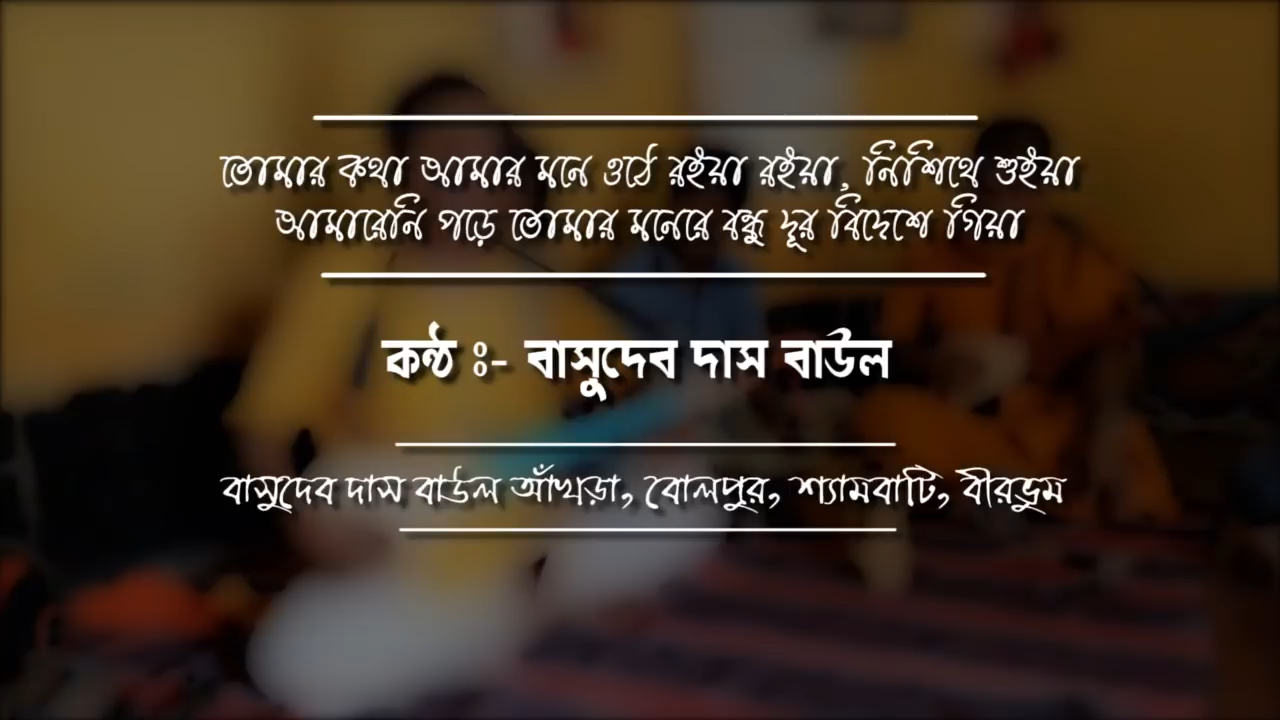 তোমার কথা আমার মনে ওঠে রইয়া রইয়া, নিশিথে শুইয়া
আমারেনি পড়ে তোমার মনেরে বন্ধু দূর বিদেশে গিয়া
কন্ঠ ঃ- বাসুদেব দাস বাউল
বাসুদেব দাস বাউল আঁখড়া, বোলপুর, শ্যামবাটি, বীরভুম